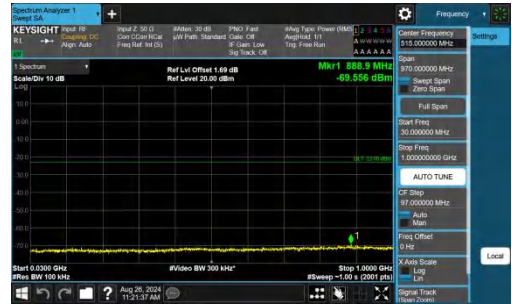 Spectrum Analyzer 1
Swept SA
+
Frequency
KEYSIGHT Input: RF
RL
Coupling: DC
Align: Auto
Input Z: 50 Ω
Corr CCorr RCal
Freq Ref: Int (S)
#Atten: 30 dB
µW Path: Standard
PNO: Fast
Gate: Off
IF Gain: Low
Sig Track: Off
#Avg Type: Power (RMS)
Avg|Hold: 1/1
Trig: Free Run
1 2 3 4 5
A W W W W
A A A A A
1 Spectrum
Scale/Div 10 dB
Log
Ref Lvl Offset 1.69 dB
Ref Level 20.00 dBm
Mkr1 888.9 MHz
-69.556 dBm
10.0
0.00
-10.0
-20.0
-30.0
-40.0
-50.0
-60.0
-70.0
1
Start 0.0300 GHz
#Res BW 100 kHz
#Video BW 300 kHz*
Stop 1.0000 GHz
#Sweep ~1.00 s (2001 pts)
Center Frequency
515.000000 MHz
Settings
Span
970.000000 MHz
Swept Span
Zero Span
Full Span
Start Freq
30.000000 MHz
Stop Freq
1.000000000 GHz
AUTO TUNE
CF Step
97.000000 MHz
Auto
Man
Freq Offset
0 Hz
X Axis Scale
Log
Lin
Local
Signal Track
(Span Zoom)
?
Aug 26, 2024
11:21:37 AM